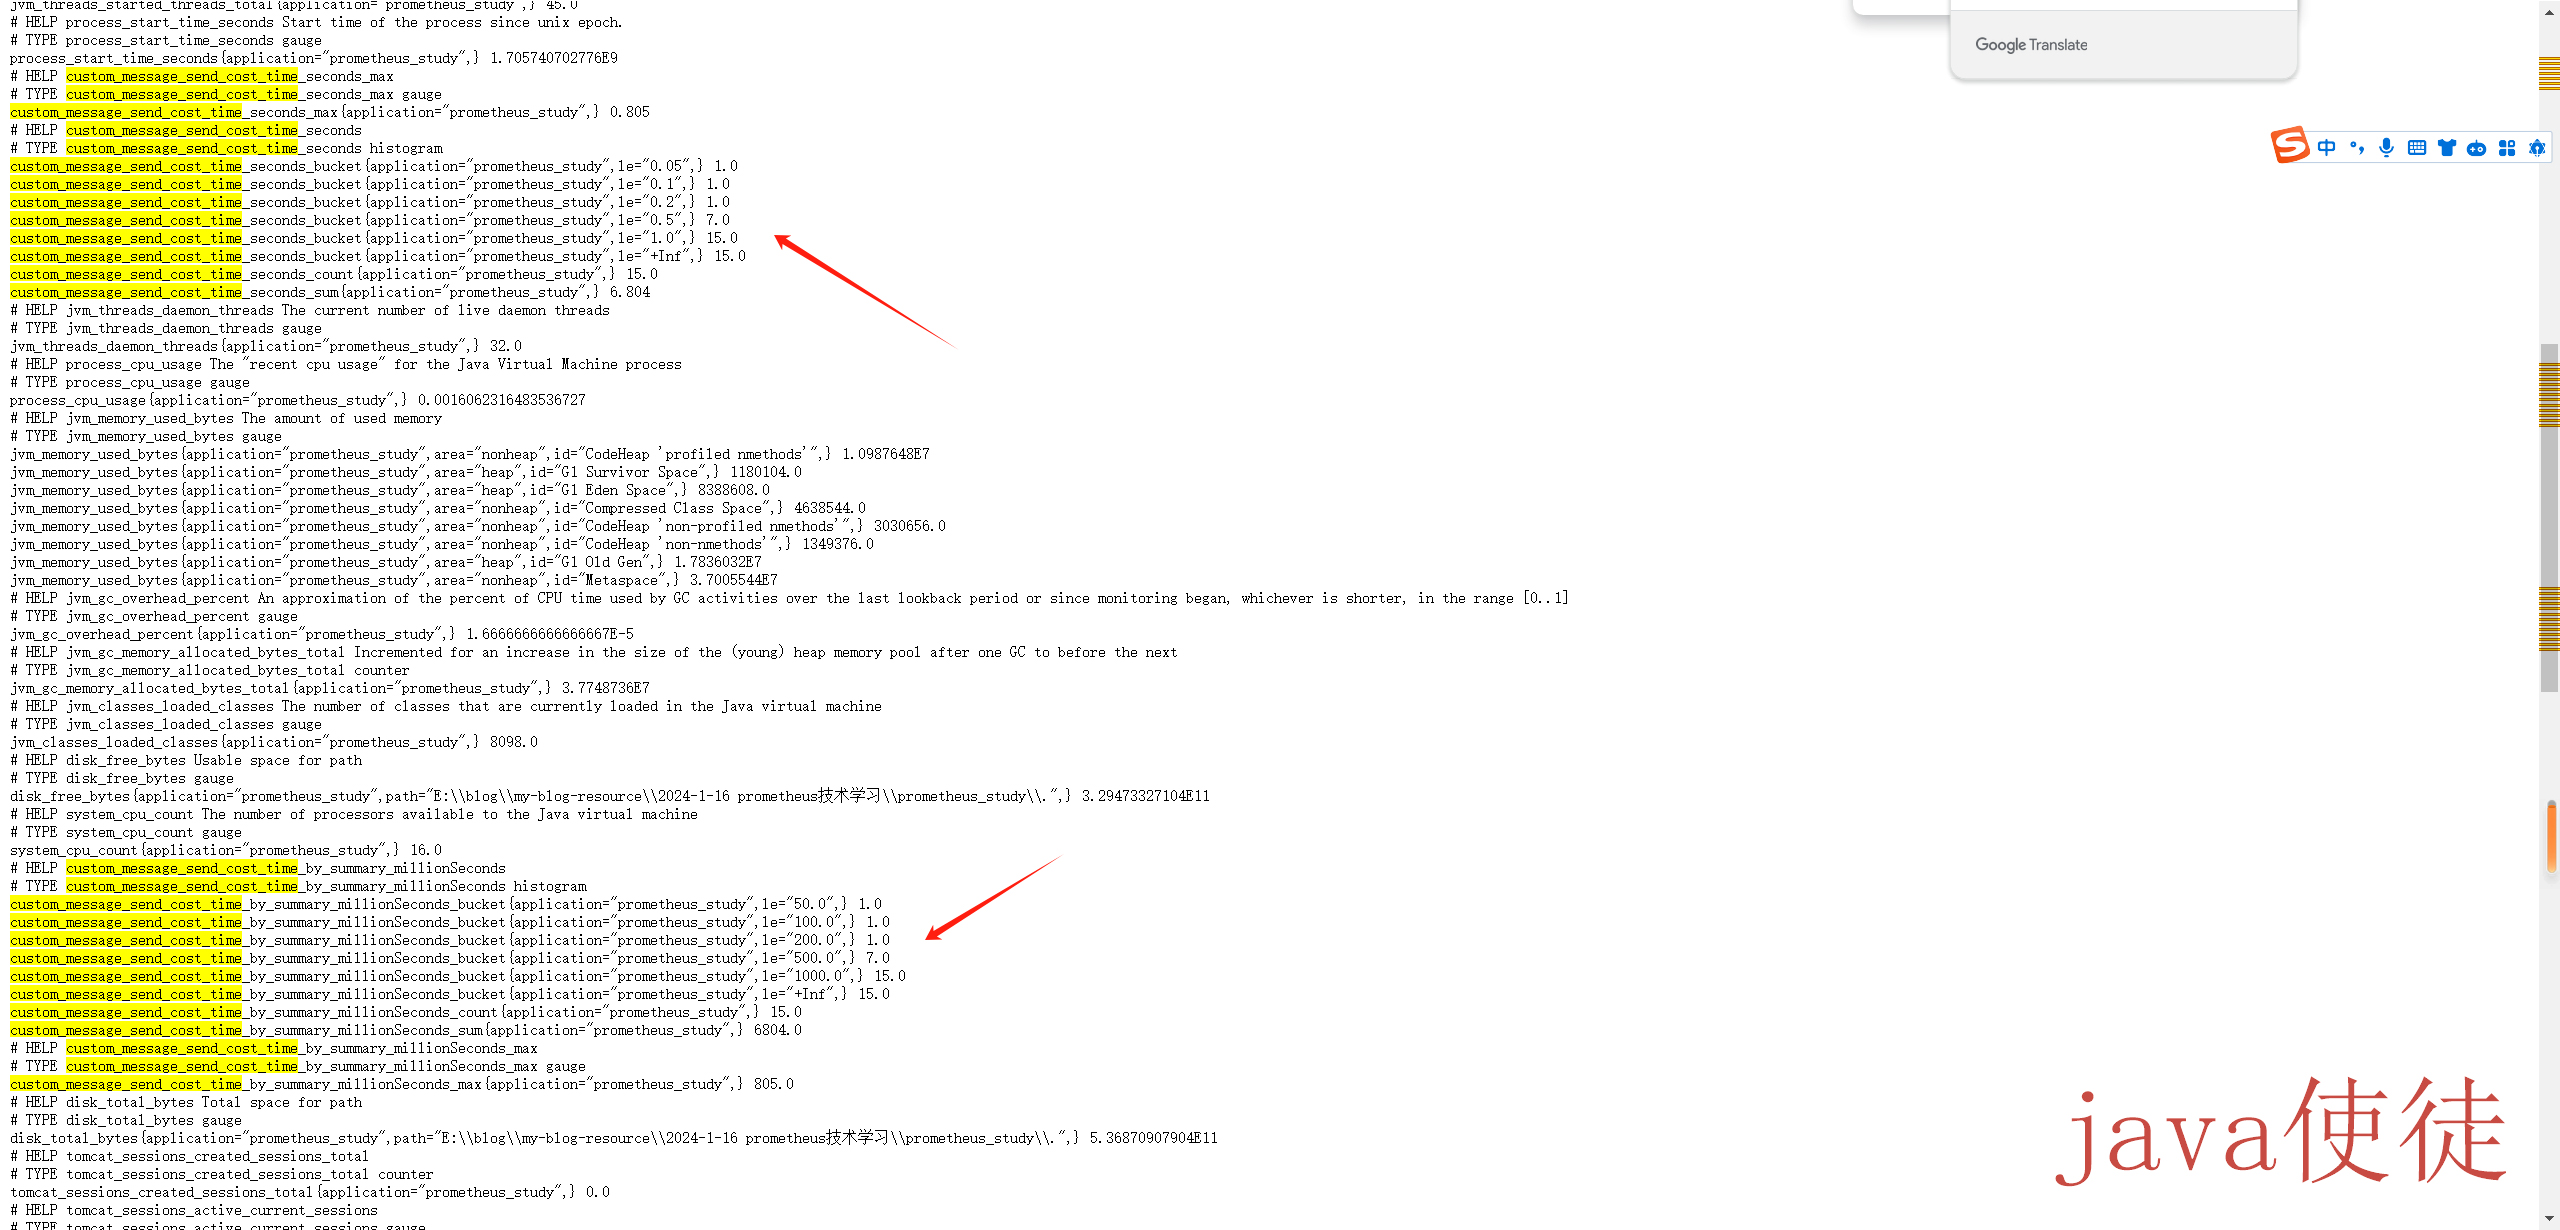 jvm_threads_started_threads_total{application="prometheus_study",} 45.0
# HELP process_start_time_seconds Start time of the process since unix epoch.
# TYPE process_start_time_seconds gauge
process_start_time_seconds{application="prometheus_study",} 1.705740702776E9
# HELP custom_message_send_cost_time_seconds_max
# TYPE custom_message_send_cost_time_seconds_max gauge
custom_message_send_cost_time_seconds_max{application="prometheus_study",} 0.805
# HELP custom_message_send_cost_time_seconds
# TYPE custom_message_send_cost_time_seconds histogram
custom_message_send_cost_time_seconds_bucket{application="prometheus_study",le="0.05",} 1.0
custom_message_send_cost_time_seconds_bucket{application="prometheus_study",le="0.1",} 1.0
custom_message_send_cost_time_seconds_bucket{application="prometheus_study",le="0.2",} 1.0
custom_message_send_cost_time_seconds_bucket{application="prometheus_study",le="0.5",} 7.0
custom_message_send_cost_time_seconds_bucket{application="prometheus_study",le="1.0",} 15.0
custom_message_send_cost_time_seconds_bucket{application="prometheus_study",le="+Inf",} 15.0
custom_message_send_cost_time_seconds_count{application="prometheus_study",} 15.0
custom_message_send_cost_time_seconds_sum{application="prometheus_study",} 6.804
# HELP jvm_threads_daemon_threads The current number of live daemon threads
# TYPE jvm_threads_daemon_threads gauge
jvm_threads_daemon_threads{application="prometheus_study",} 32.0
# HELP process_cpu_usage The "recent cpu usage" for the Java Virtual Machine process
# TYPE process_cpu_usage gauge
process_cpu_usage{application="prometheus_study",} 0.0016062316483536727
# HELP jvm_memory_used_bytes The amount of used memory
# TYPE jvm_memory_used_bytes gauge
jvm_memory_used_bytes{application="prometheus_study",area="nonheap",id="CodeHeap 'profiled nmethods'",} 1.0987648E7
jvm_memory_used_bytes{application="prometheus_study",area="heap",id="G1 Survivor Space",} 1180104.0
jvm_memory_used_bytes{application="prometheus_study",area="heap",id="G1 Eden Space",} 8388608.0
jvm_memory_used_bytes{application="prometheus_study",area="nonheap",id="Compressed Class Space",} 4638544.0
jvm_memory_used_bytes{application="prometheus_study",area="nonheap",id="CodeHeap 'non-profiled nmethods'",} 3030656.0
jvm_memory_used_bytes{application="prometheus_study",area="nonheap",id="CodeHeap 'non-nmethods'",} 1349376.0
jvm_memory_used_bytes{application="prometheus_study",area="heap",id="G1 Old Gen",} 1.7836032E7
jvm_memory_used_bytes{application="prometheus_study",area="nonheap",id="Metaspace",} 3.7005544E7
# HELP jvm_gc_overhead_percent An approximation of the percent of CPU time used by GC activities over the last lookback period or since monitoring began, whichever is shorter, in the range [0..1]
# TYPE jvm_gc_overhead_percent gauge
jvm_gc_overhead_percent{application="prometheus_study",} 1.6666666666666667E-5
# HELP jvm_gc_memory_allocated_bytes_total Incremented for an increase in the size of the (young) heap memory pool after one GC to before the next
# TYPE jvm_gc_memory_allocated_bytes_total counter
jvm_gc_memory_allocated_bytes_total{application="prometheus_study",} 3.7748736E7
# HELP jvm_classes_loaded_classes The number of classes that are currently loaded in the Java virtual machine
# TYPE jvm_classes_loaded_classes gauge
jvm_classes_loaded_classes{application="prometheus_study",} 8098.0
# HELP disk_free_bytes Usable space for path
# TYPE disk_free_bytes gauge
disk_free_bytes{application="prometheus_study",path="E:\\blog\\my-blog-resource\\2024-1-16 prometheus技术学习\\prometheus_study\\.",} 3.29473327104E11
# HELP system_cpu_count The number of processors available to the Java virtual machine
# TYPE system_cpu_count gauge
system_cpu_count{application="prometheus_study",} 16.0
# HELP custom_message_send_cost_time_by_summary_millionSeconds
# TYPE custom_message_send_cost_time_by_summary_millionSeconds histogram
custom_message_send_cost_time_by_summary_millionSeconds_bucket{application="prometheus_study",le="50.0",} 1.0
custom_message_send_cost_time_by_summary_millionSeconds_bucket{application="prometheus_study",le="100.0",} 1.0
custom_message_send_cost_time_by_summary_millionSeconds_bucket{application="prometheus_study",le="200.0",} 1.0
custom_message_send_cost_time_by_summary_millionSeconds_bucket{application="prometheus_study",le="500.0",} 7.0
custom_message_send_cost_time_by_summary_millionSeconds_bucket{application="prometheus_study",le="1000.0",} 15.0
custom_message_send_cost_time_by_summary_millionSeconds_bucket{application="prometheus_study",le="+Inf",} 15.0
custom_message_send_cost_time_by_summary_millionSeconds_count{application="prometheus_study",} 15.0
custom_message_send_cost_time_by_summary_millionSeconds_sum{application="prometheus_study",} 6804.0
# HELP custom_message_send_cost_time_by_summary_millionSeconds_max
# TYPE custom_message_send_cost_time_by_summary_millionSeconds_max gauge
custom_message_send_cost_time_by_summary_millionSeconds_max{application="prometheus_study",} 805.0
# HELP disk_total_bytes Total space for path
# TYPE disk_total_bytes gauge
disk_total_bytes{application="prometheus_study",path="E:\\blog\\my-blog-resource\\2024-1-16 prometheus技术学习\\prometheus_study\\.",} 5.36870907904E11
# HELP tomcat_sessions_created_sessions_total
# TYPE tomcat_sessions_created_sessions_total counter
tomcat_sessions_created_sessions_total{application="prometheus_study",} 0.0
# HELP tomcat_sessions_active_current_sessions
# TYPE tomcat_sessions_active_current_sessions gauge
Google Translate
S 中
java使徒